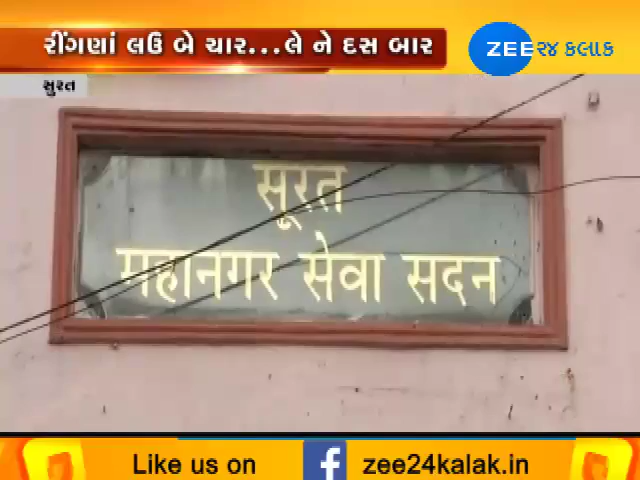 રીંગણાં લઉં બે ચાર...લે ને દસ બાર
ZEE ૨૪ કલાક
સુરત
सूरत
महानगर सेवा सदन
Like us on f zee24kalak.in